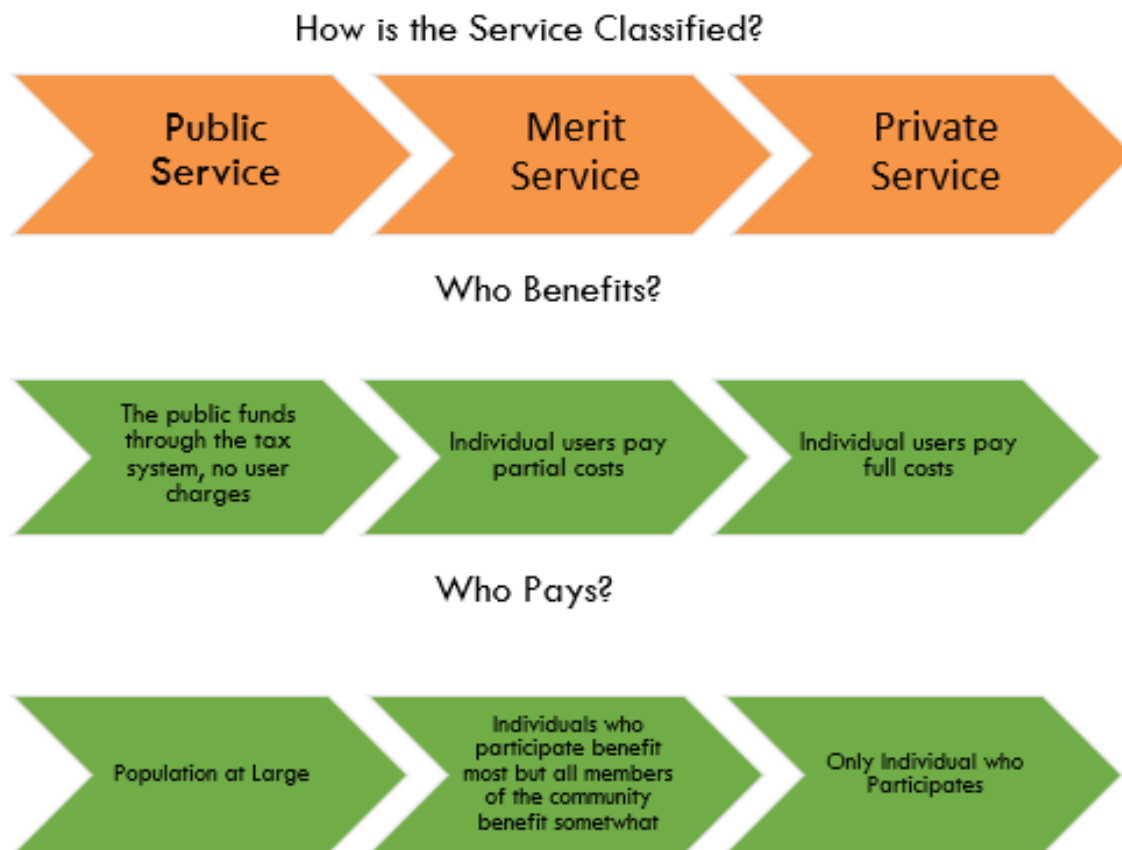 How is the Service Classified?
Public
Service
Merit
Service
Private
Service
Who Benefits?
The public funds
through the tax
system, no user
charges
Individual users pay
partial costs
Individual users pay
full costs
Who Pays?
Population at Large
Individuals who
participate benefit
most but all members
of the community
benefit sometwhat
Only Individual who
Participates